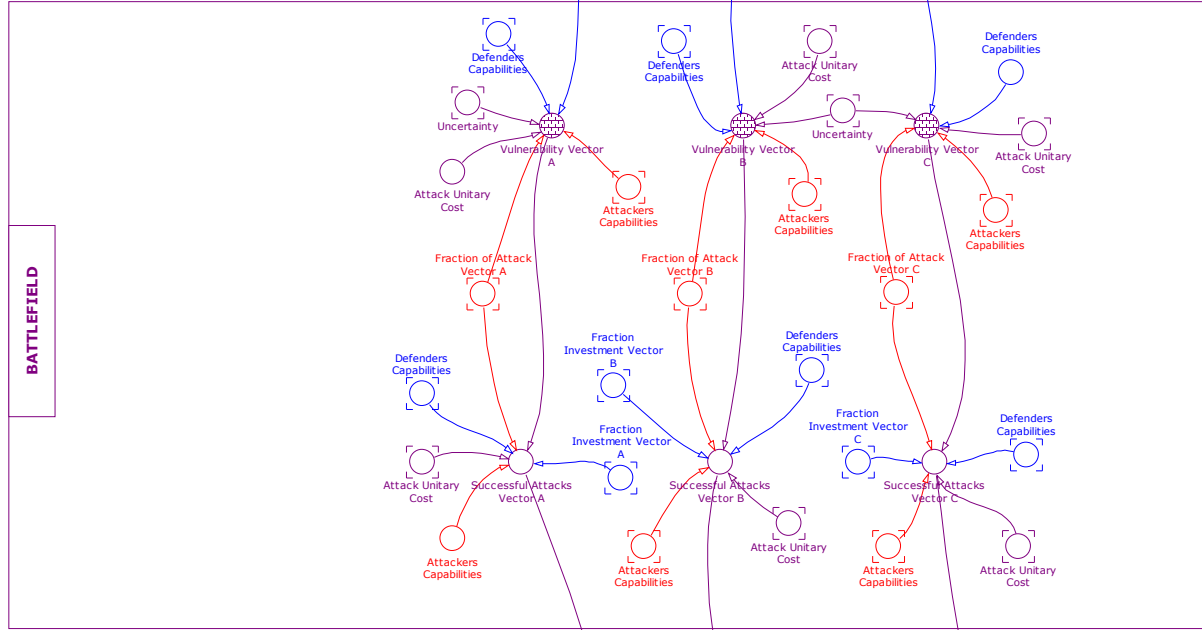 Defenders
Capabilities
Defenders
Capabilities
Attack Unitary
Cost
Defenders
Capabilities
Uncertainty
Uncertainty
Vulnerability Vector
A
Vulnerability Vector
B
Vulnerability Vector
C
Attack Unitary
Cost
Attack Unitary
Cost
Attackers
Capabilities
Attackers
Capabilities
Attackers
Capabilities
Fraction of Attack
Vector A
Fraction of Attack
Vector B
Fraction of Attack
Vector C
BATTLEFIELD
Defenders
Capabilities
Fraction
Investment Vector
B
Defenders
Capabilities
Fraction
Investment Vector
A
Fraction
Investment Vector
C
Defenders
Capabilities
Attack Unitary
Cost
Successful Attacks
Vector A
Successful Attacks
Vector B
Successful Attacks
Vector C
Attackers
Capabilities
Attackers
Capabilities
Attack Unitary
Cost
Attackers
Capabilities
Attack Unitary
Cost